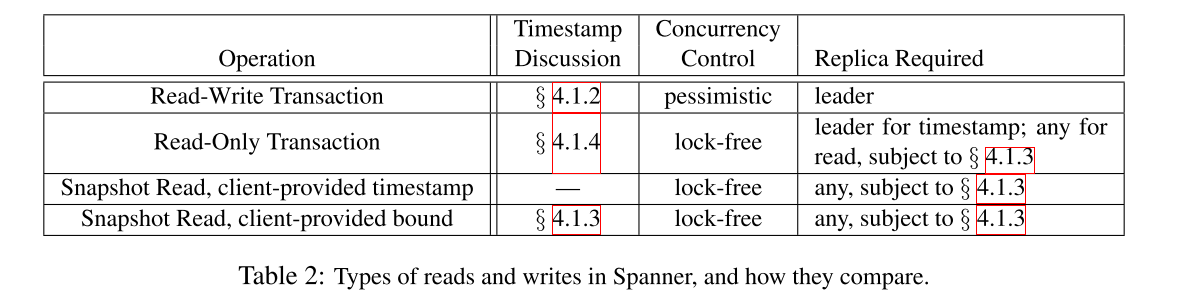 Timestamp Concurrency
Operation Discussion Control Replica Required
Read-Write Transaction § 4.1.2 pessimistic leader
Read-Only Transaction § 4.1.4 lock-free leader for timestamp; any for
read, subject to § 4.1.3
Snapshot Read, client-provided timestamp — lock-free any, subject to § 4.1.3
Snapshot Read, client-provided bound § 4.1.3 lock-free any, subject to § 4.1.3
Table 2: Types of reads and writes in Spanner, and how they compare.